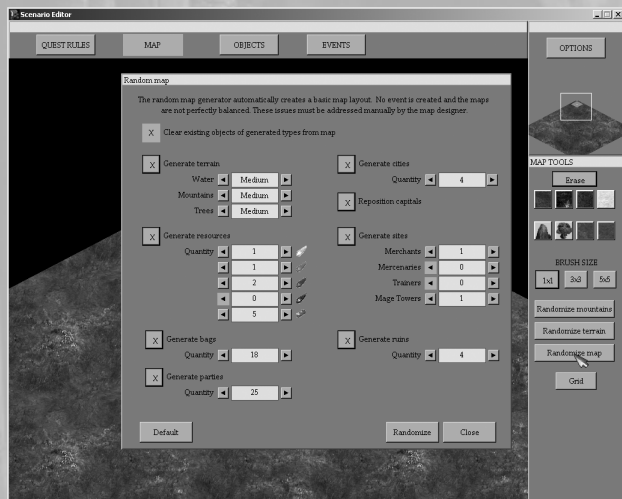 Scenario Editor
QUEST RULES
MAP
OBJECTS
EVENTS
OPTIONS
Random map
The random map generator automatically creates a basic map layout. No event is created and the maps
are not perfectly balanced. These issues must be addressed manually by the map designer.
X Clear existing objects of generated types from map
X Generate terrain
Water Medium
Mountains Medium
Trees Medium
X Generate resources
Quantity 1
1
2
0
5
X Generate bags
Quantity 18
X Generate parties
Quantity 25
X Generate cities
Quantity 4
X Reposition capitals
X Generate sites
Merchants 1
Mercenaries 0
Trainers 0
Mage Towers 1
X Generate ruins
Quantity 4
Default
Randomize
Close
MAP TOOLS
Erase
BRUSH SIZE
1x1 3x3 5x5
Randomize mountains
Randomize terrain
Randomize map
Grid